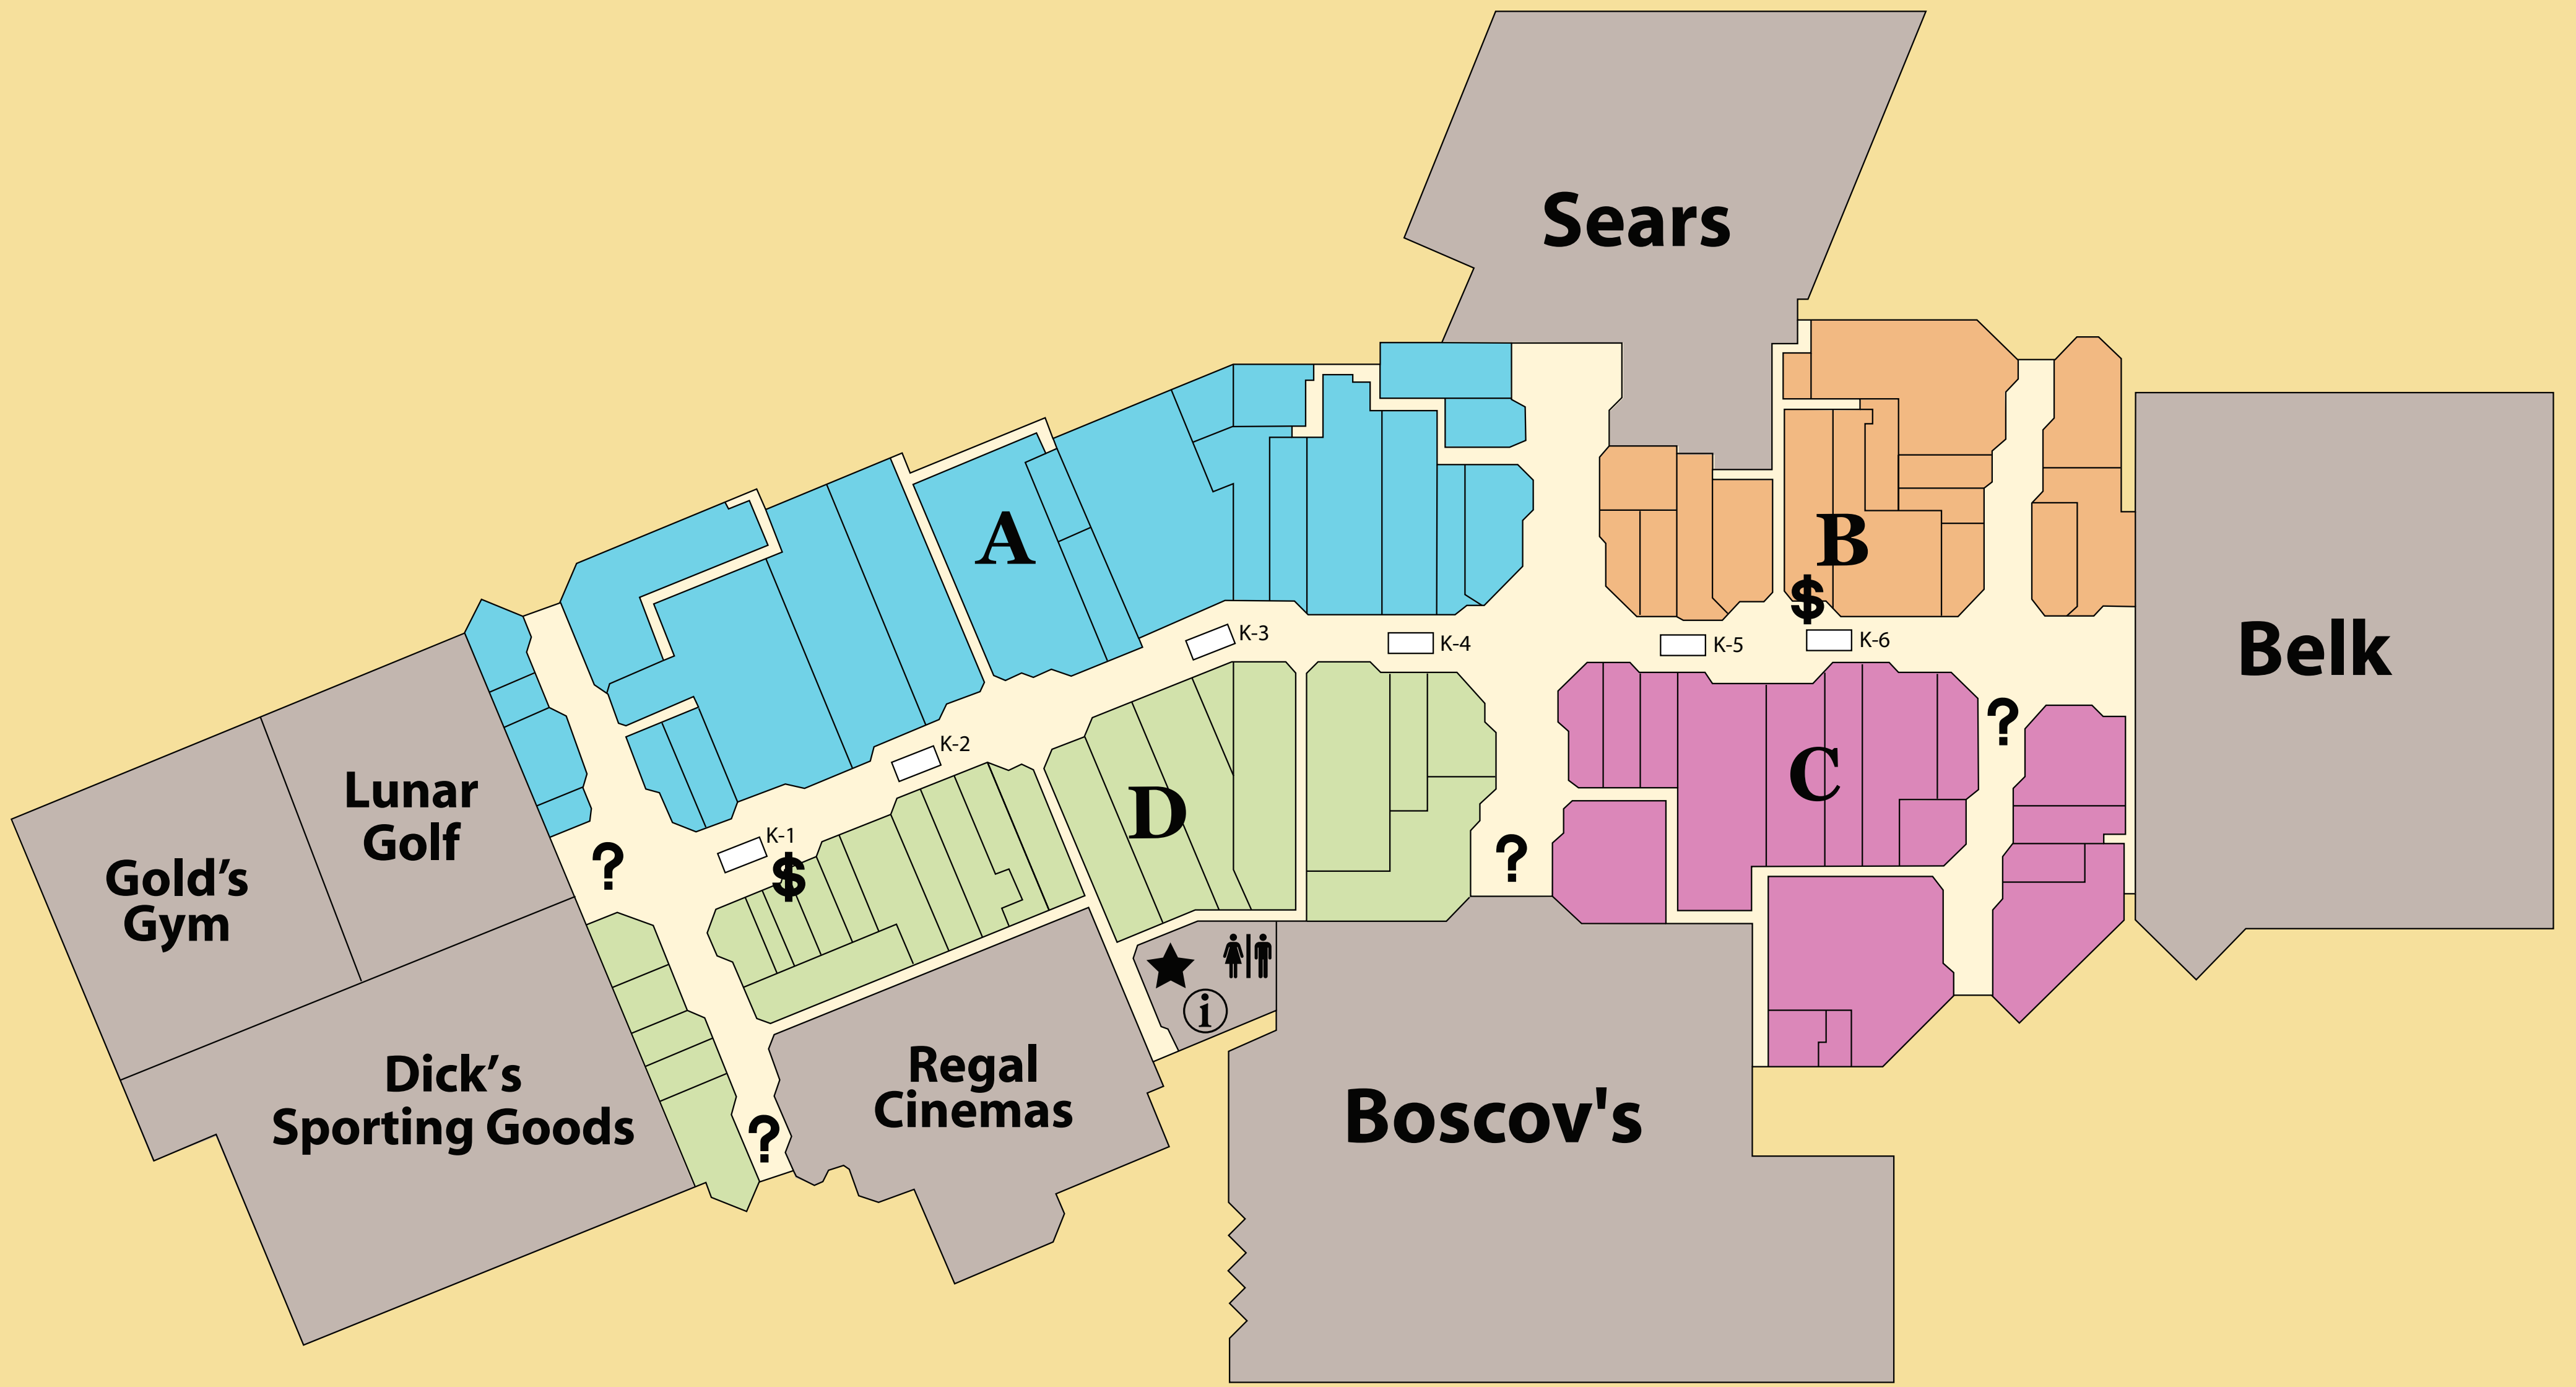 Sears
A
B
$
Belk
K-3
K-4
K-5
K-6
K-2
?
C
Lunar
Golf
D
K-1
$
?
?
Gold's
Gym
i
Dick's
Sporting Goods
Regal
Cinemas
Boscov's
?